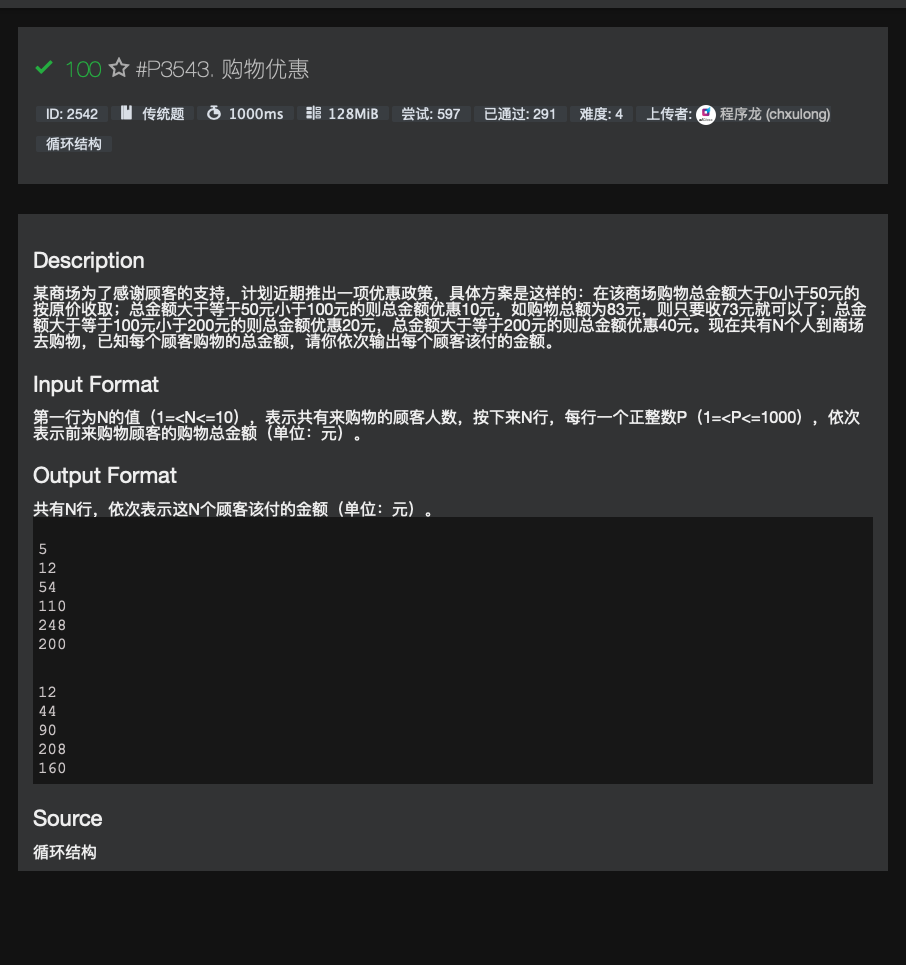 100 #P3543. 购物优惠
ID: 2542 传统题 1000ms 128MiB 尝试: 597 已通过: 291 难度: 4 上传者: 程序龙 (chxulong)
循环结构
Description
某商场为了感谢顾客的支持，计划近期推出一项优惠政策，具体方案是这样的：在该商场购物总金额大于0小于50元的
按原价收取；总金额大于等于50元小于100元的则总金额优惠10元，如购物总额为83元，则只要收73元就可以了；总金
额大于等于100元小于200元的则总金额优惠20元，总金额大于等于200元的则总金额优惠40元。现在共有N个人到商场
去购物，已知每个顾客购物的总金额，请你依次输出每个顾客该付的金额。
Input Format
第一行为N的值（1=<N<=10），表示共有来购物的顾客人数，按下来N行，每行一个正整数P（1=<P<=1000），依次
表示前来购物顾客的购物总金额（单位：元）。
Output Format
共有N行，依次表示这N个顾客该付的金额（单位：元）。
5
12
54
110
248
200
12
44
90
208
160
Source
循环结构